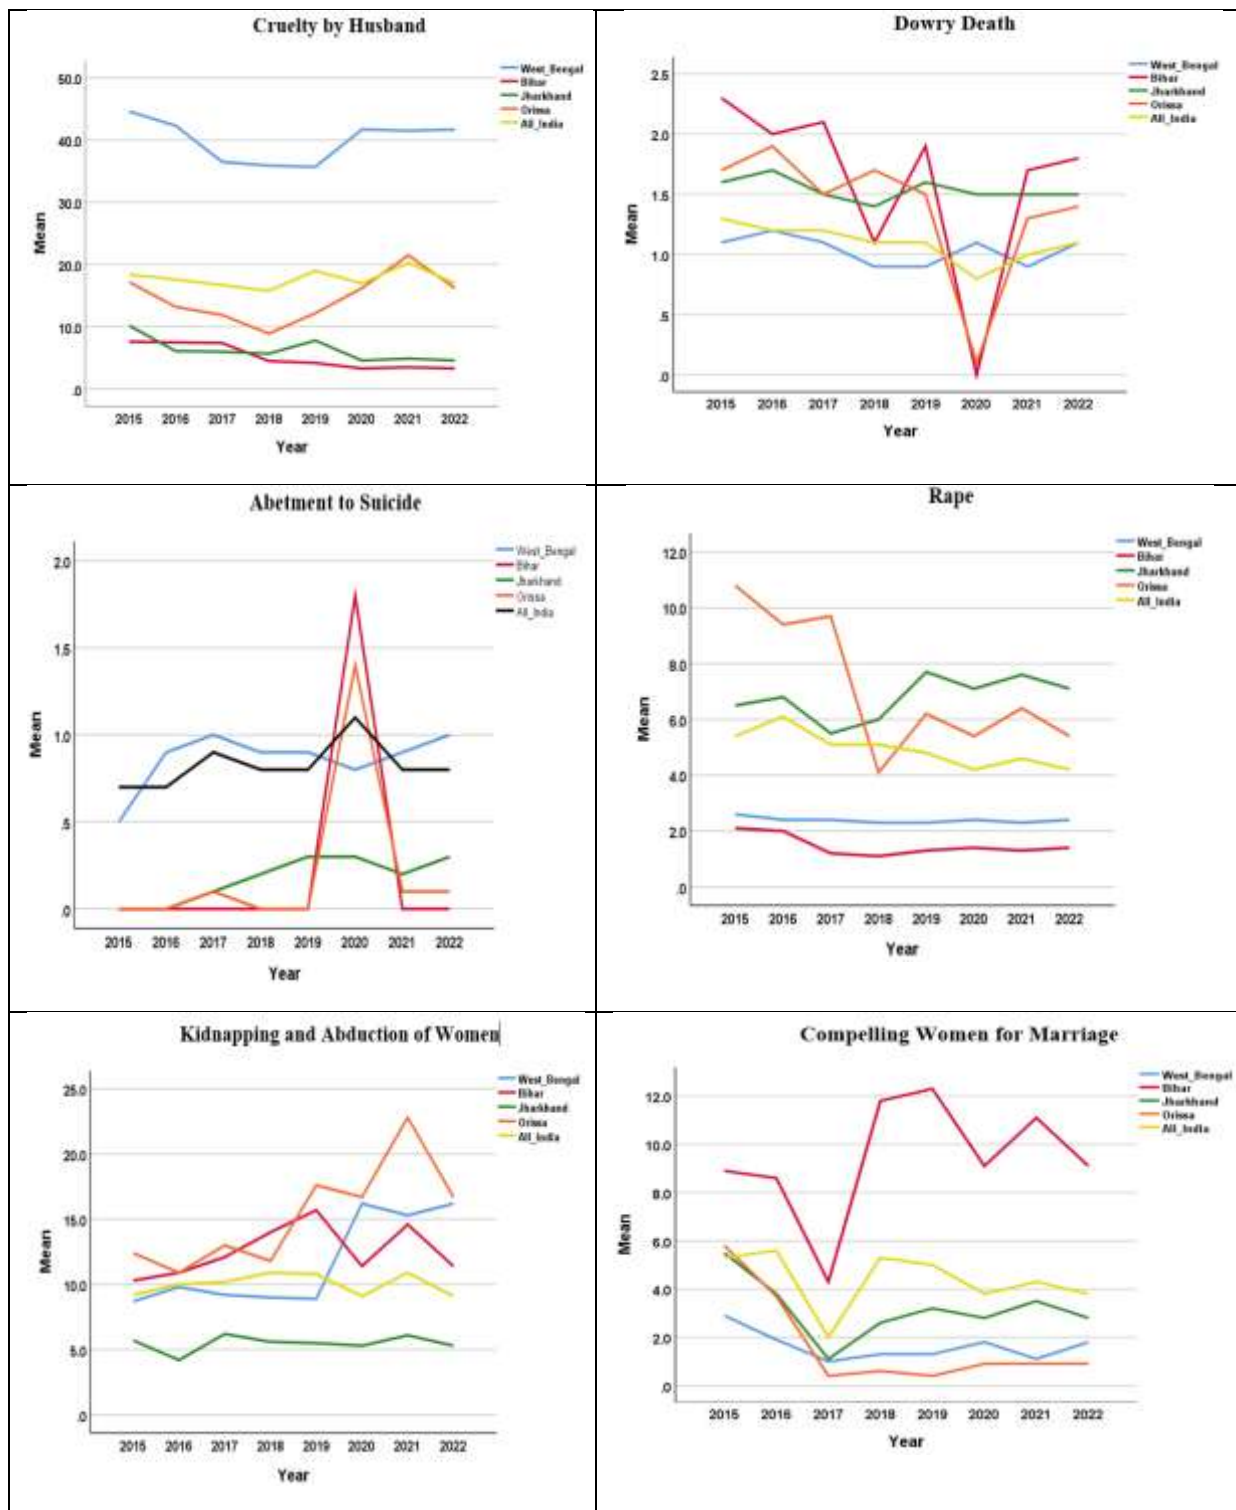 Cruelty by Husband
West_Bengal
Bihar
Jharkhand
Orissa
All_India
50.0
40.0
30.0
20.0
10.0
.0
Mean
2015 2016 2017 2018 2019 2020 2021 2022
Year
Dowry Death
West_Bengal
Bihar
Jharkhand
Orissa
All_India
2.5
2.0
1.5
1.0
.5
.0
Mean
2015 2016 2017 2018 2019 2020 2021 2022
Year
Abetment to Suicide
West_Bengal
Bihar
Jharkhand
Orissa
All_India
2.0
1.5
1.0
.5
.0
Mean
2015 2016 2017 2018 2019 2020 2021 2022
Year
Rape
West_Bengal
Bihar
Jharkhand
Orissa
All_India
12.0
10.0
8.0
6.0
4.0
2.0
.0
Mean
2015 2016 2017 2018 2019 2020 2021 2022
Year
Kidnapping and Abduction of Women
West_Bengal
Bihar
Jharkhand
Orissa
All_India
25.0
20.0
15.0
10.0
5.0
.0
Mean
2015 2016 2017 2018 2019 2020 2021 2022
Year
Compelling Women for Marriage
West_Bengal
Bihar
Jharkhand
Orissa
All_India
12.0
10.0
8.0
6.0
4.0
2.0
.0
Mean
2015 2016 2017 2018 2019 2020 2021 2022
Year